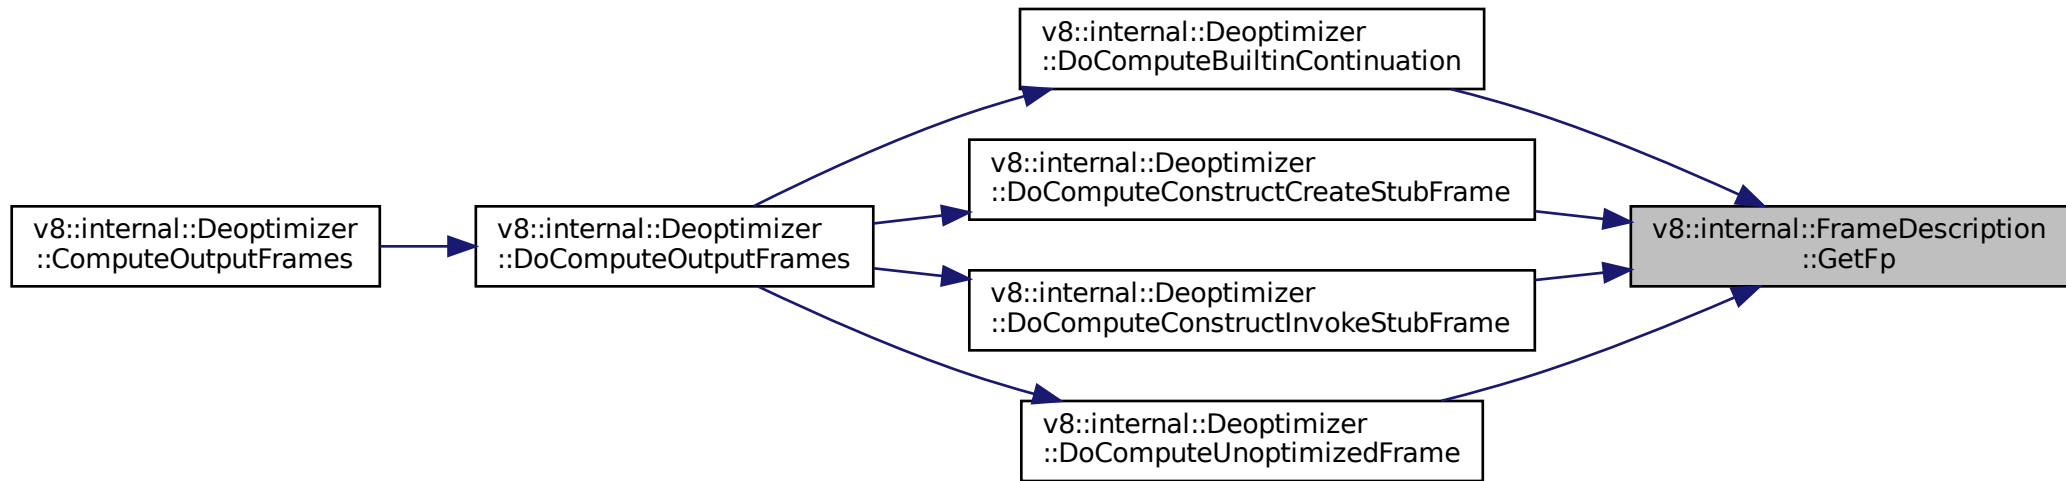 v8::internal::Deoptimizer
::ComputeOutputFrames
v8::internal::Deoptimizer
::DoComputeOutputFrames
v8::internal::Deoptimizer
::DoComputeBuiltinContinuation
v8::internal::Deoptimizer
::DoComputeConstructCreateStubFrame
v8::internal::Deoptimizer
::DoComputeConstructInvokeStubFrame
v8::internal::Deoptimizer
::DoComputeUnoptimizedFrame
v8::internal::FrameDescription
::GetFp